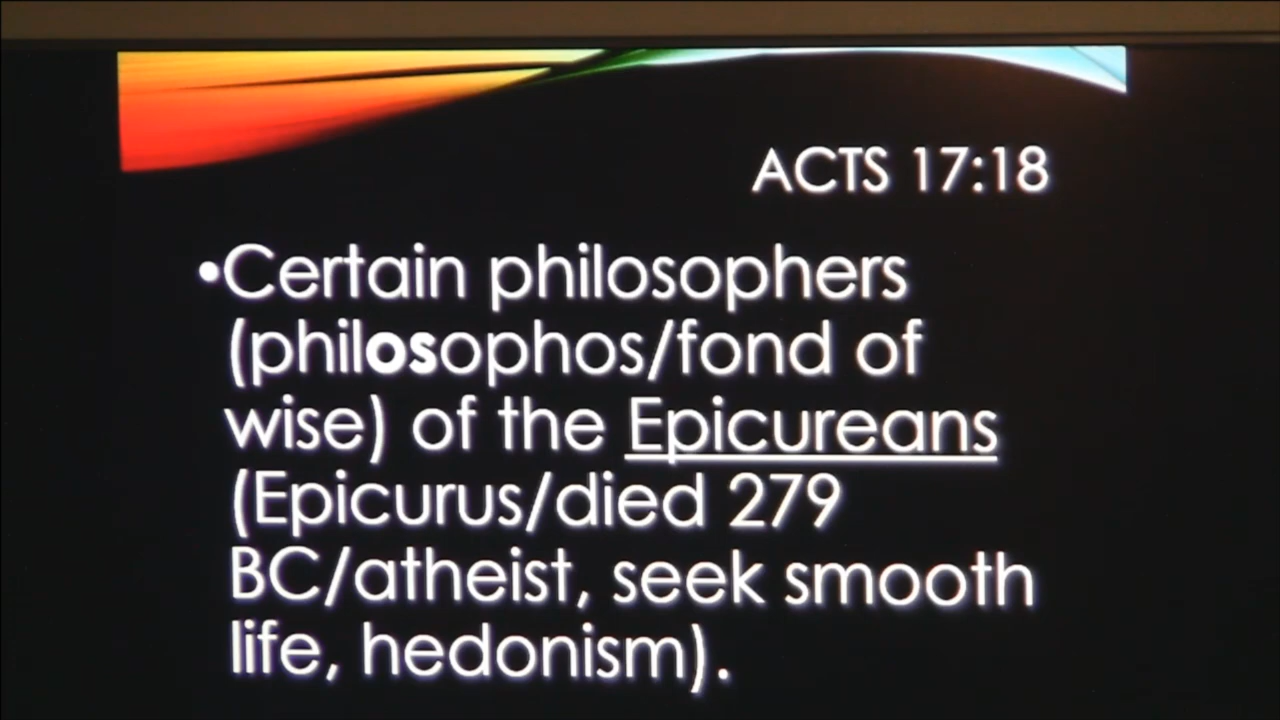 ACTS 17:18
•Certain philosophers
(philosophos/fond of
wise) of the Epicureans
(Epicurus/died 279
BC/atheist, seek smooth
life, hedonism).